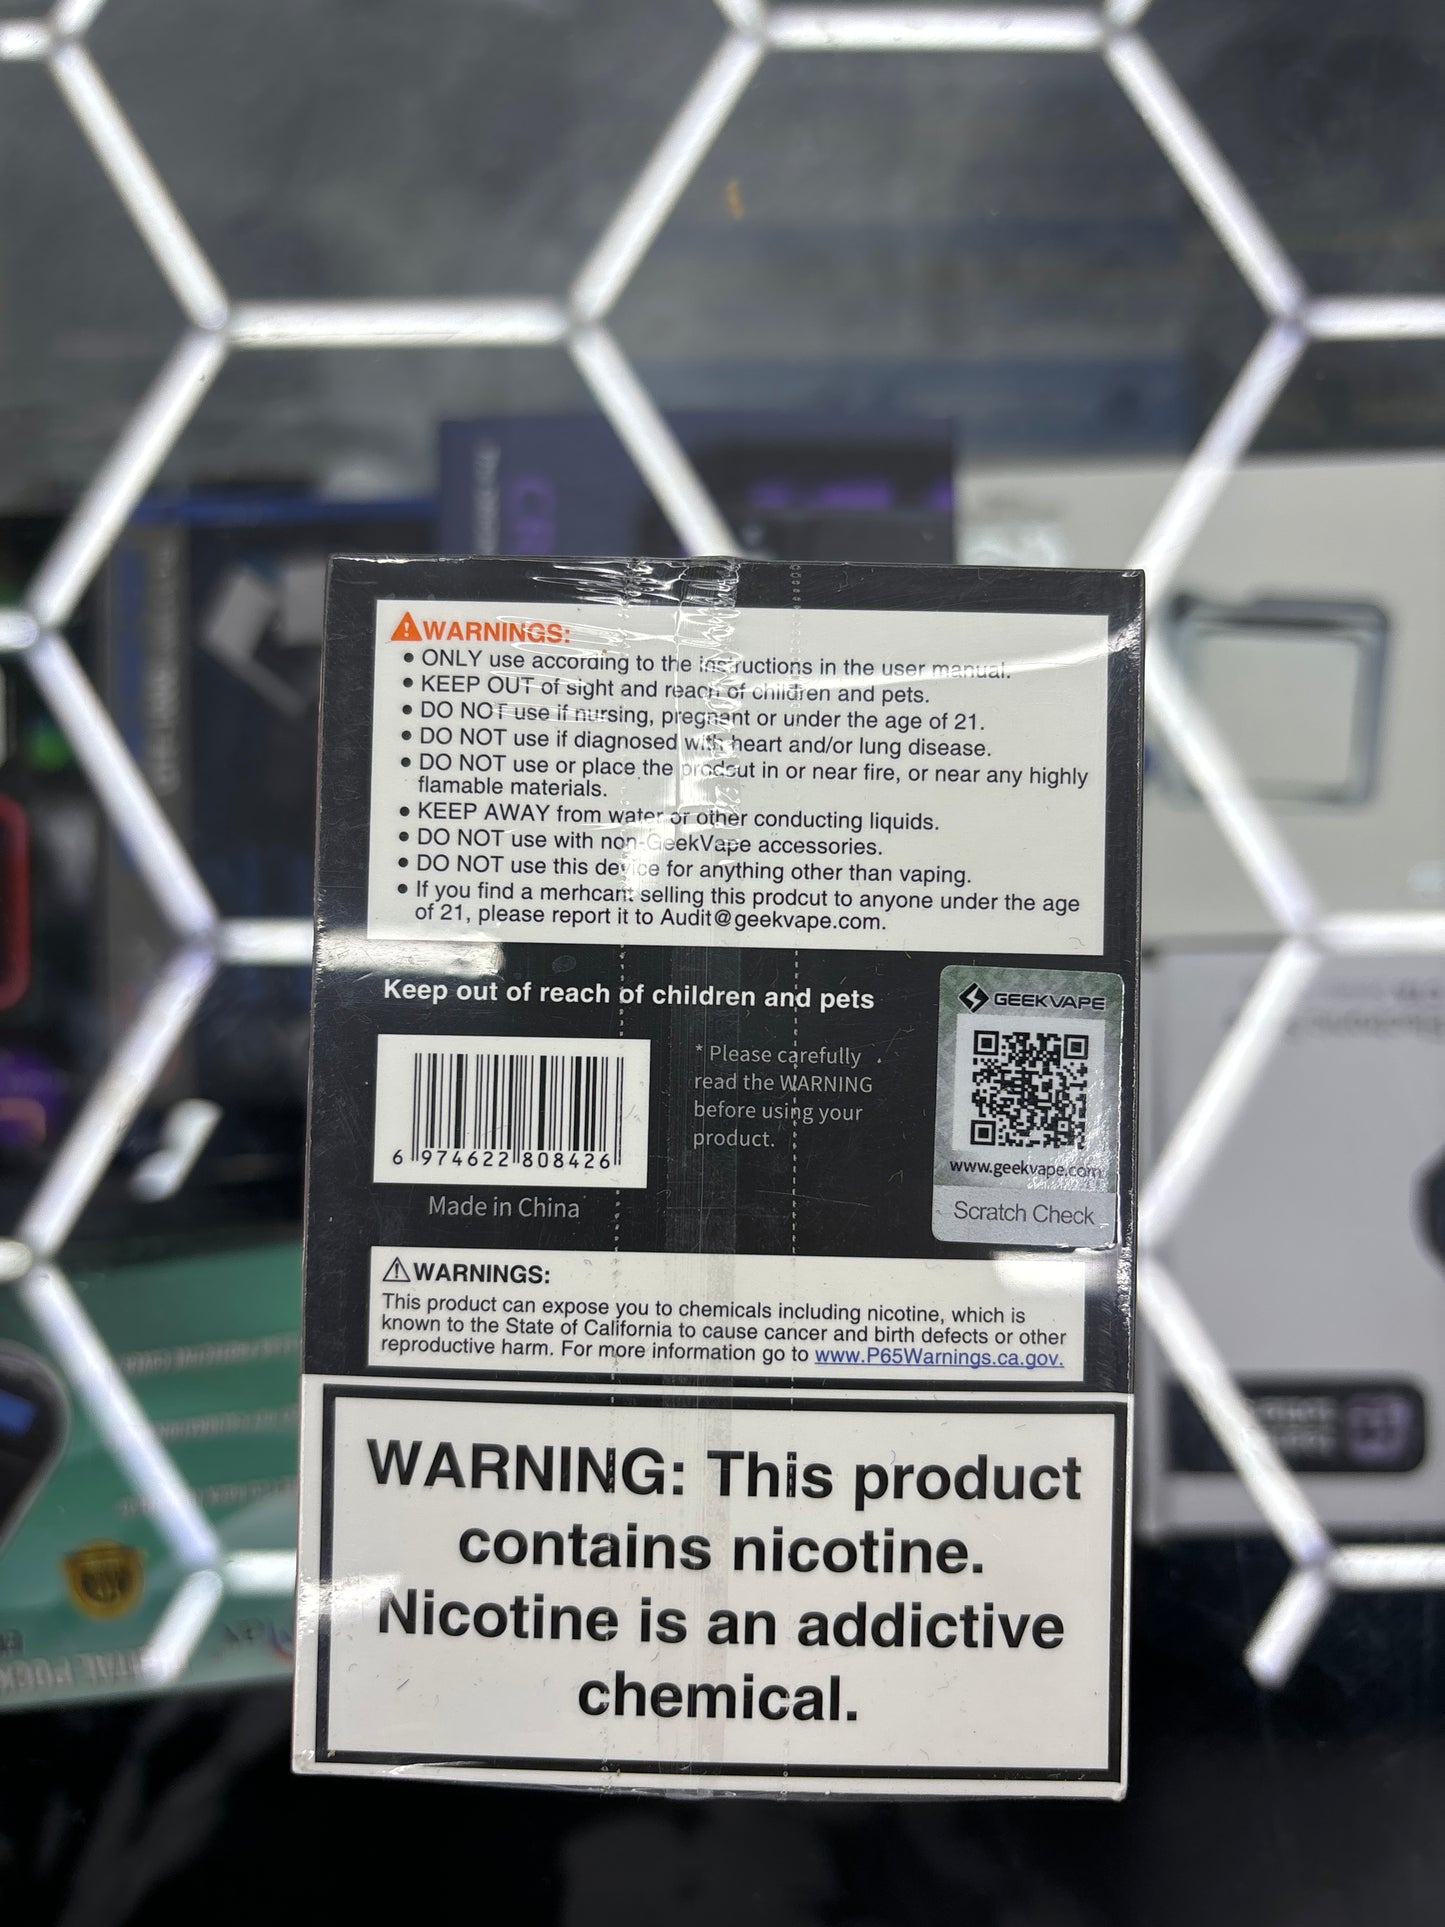 WARNINGS:
• ONLY use according to the instructions in the user manual.
• KEEP OUT of sight and reach of children and pets.
• DO NOT use if nursing, pregnant or under the age of 21.
• DO NOT use if diagnosed with heart and/or lung disease.
• DO NOT use or place the prodcut in or near fire, or near any highly
flamable materials.
• KEEP AWAY from water or other conducting liquids.
• DO NOT use with non-GeekVape accessories.
• DO NOT use this device for anything other than vaping.
• If you find a merhcant selling this prodcut to anyone under the age
of 21, please report it to Audit@geekvape.com.
Keep out of reach of children and pets
GEEKVAPE
* Please carefully
read the WARNING
before using your
product.
6 974622 808426
www.geekvape.com
Made in China
Scratch Check
WARNINGS:
This product can expose you to chemicals including nicotine, which is
known to the State of California to cause cancer and birth defects or other
reproductive harm. For more information go to www.P65Warnings.ca.gov.
WARNING: This product
contains nicotine.
Nicotine is an addictive
chemical.